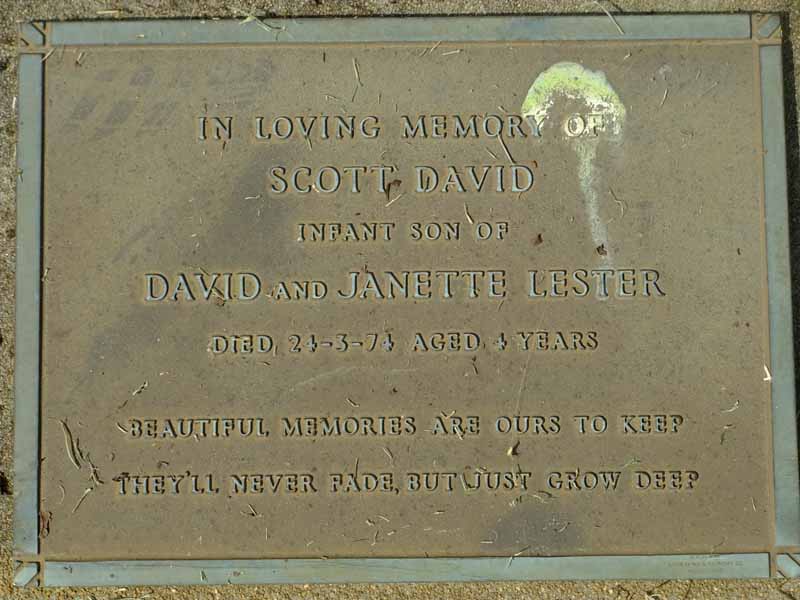 IN LOVING MEMORY OF
SCOTT DAVID
INFANT SON OF
DAVID AND JANETTE LESTER
DIED 24-3-74 AGED 4 YEARS
BEAUTIFUL MEMORIES ARE OURS TO KEEP
THEY'LL NEVER FADE, BUT JUST GROW DEEP